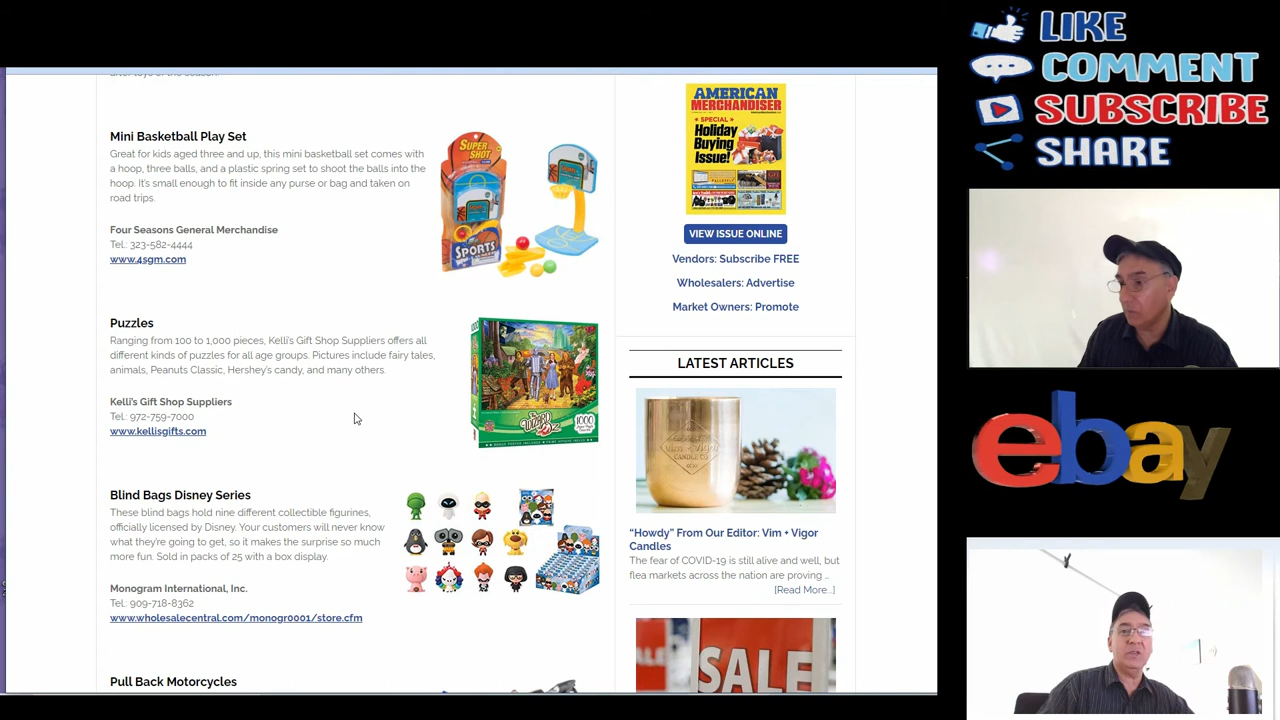 Mini Basketball Play Set
Great for kids aged three and up, this mini basketball set comes with
a hoop, three balls, and a plastic spring set to shoot the balls into the
hoop. It's small enough to fit inside any purse or bag and taken on
road trips.
Four Seasons General Merchandise
Tel.: 323-582-4444
www.4sgm.com
SUPER
SHOT
SPORTS
Puzzles
Ranging from 100 to 1,000 pieces, Kelli's Gift Shop Suppliers offers all
different kinds of puzzles for all age groups. Pictures include fairy tales,
animals, Peanuts Classic, Hershey's candy, and many others.
Kelli's Gift Shop Suppliers
Tel.: 972-759-7000
www.kellisgifts.com
1000
Blind Bags Disney Series
These blind bags hold nine different collectible figurines,
officially licensed by Disney. Your customers will never know
what they're going to get, so it makes the surprise so much
more fun. Sold in packs of 25 with a box display.
Monogram International, Inc.
Tel.: 909-718-8362
www.wholesalecentral.com/monogr0001/store.cfm
Pull Back Motorcycles
AMERICAN
MERCHANDISER
SPECIAL
Holiday
Buying
Issue!
VIEW ISSUE ONLINE
Vendors: Subscribe FREE
Wholesalers: Advertise
Market Owners: Promote
LATEST ARTICLES
"Howdy" From Our Editor: Vim + Vigor
Candles
The fear of COVID-19 is still alive and well, but
flea markets across the nation are proving ...
[Read More...]
SALE
LIKE
COMMENT
SUBSCRIBE
SHARE
ebay